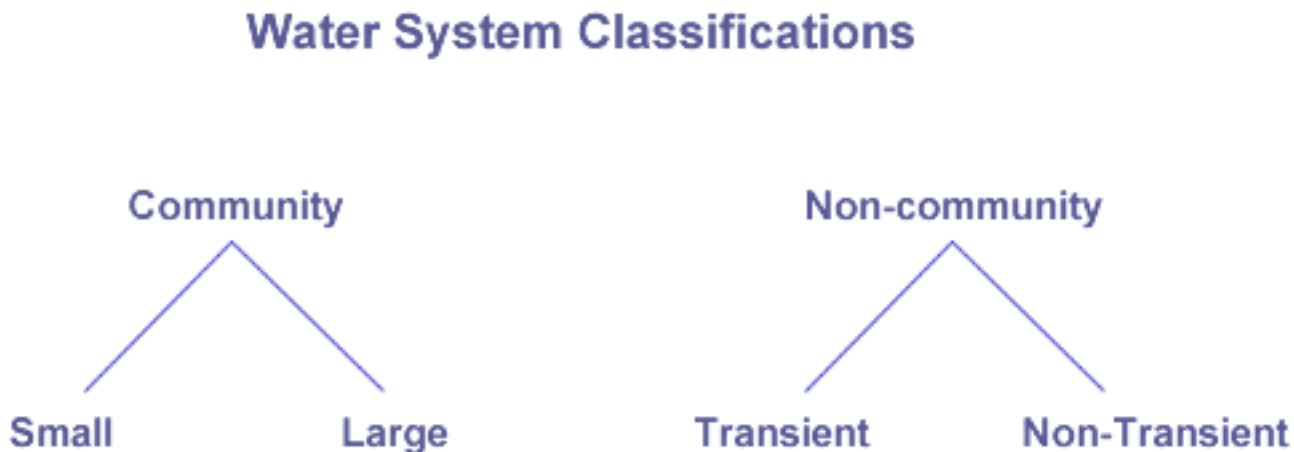 Water System Classifications
Community Non-community
Small Large Transient Non-Transient